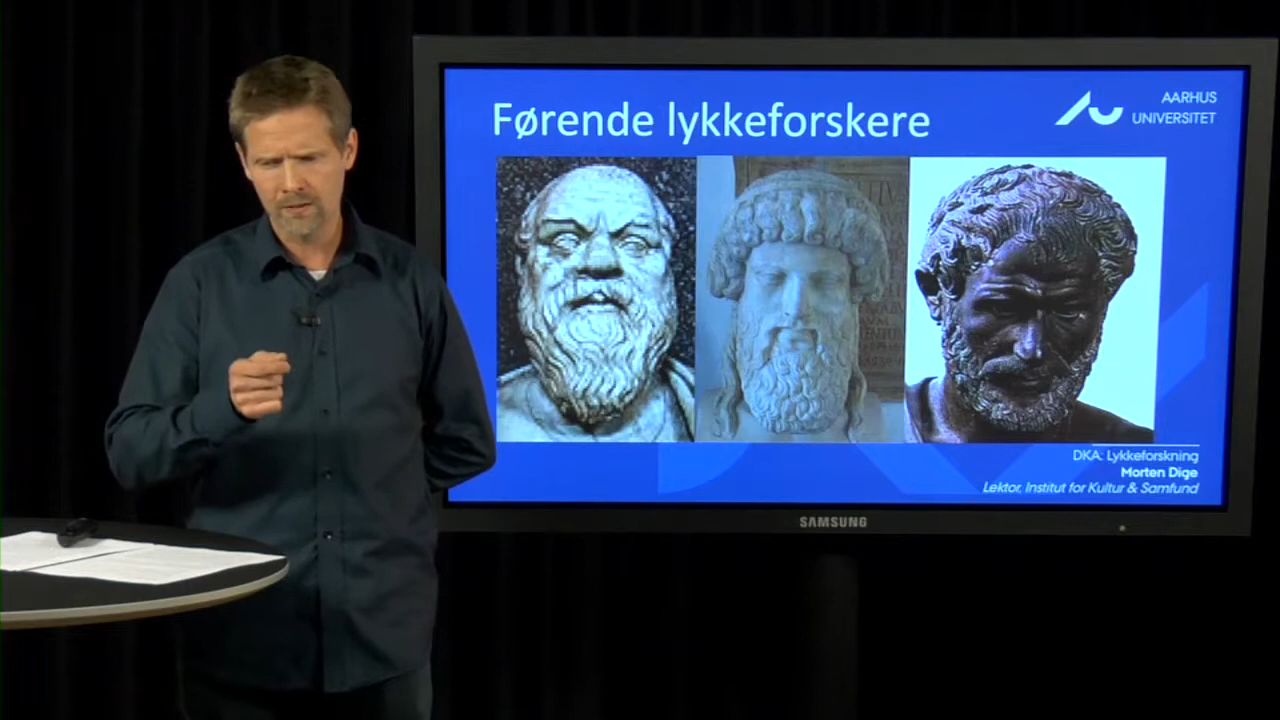 Førende lykkeforskere
AARHUS
UNIVERSITET
DKA: Lykkeforskning
Morten Dige
Lektor, Institut for Kultur & Samfund
SAMSUNG